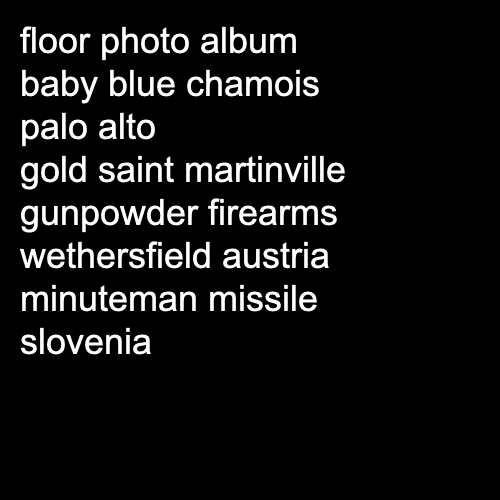 floor photo album
baby blue chamois
palo alto
gold saint martinville
gunpowder firearms
wethersfield austria
minuteman missile
slovenia